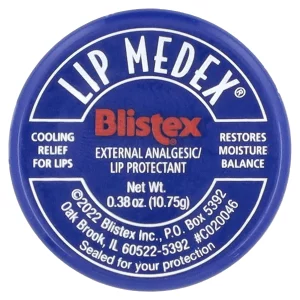 LIP MEDEX®
COOLING
RELIEF
FOR LIPS
Blistex®
RESTORES
MOISTURE
BALANCE
EXTERNAL ANALGESIC/
LIP PROTECTANT
Net Wt.
0.38 oz. (10.75g)
©2022 Blistex Inc., P.O. Box 5392
Oak Brook, IL 60522-5392 #C020046
Sealed for your protection